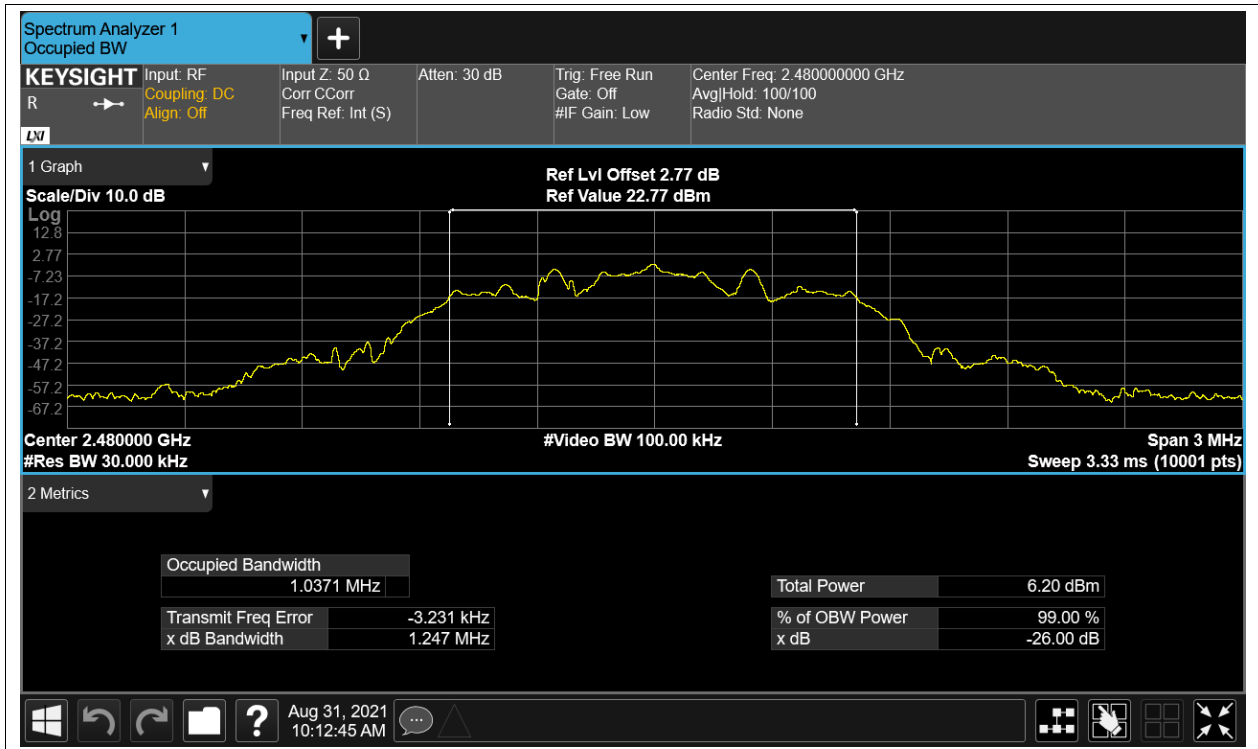 Spectrum Analyzer 1
Occupied BW
KEYSIGHT Input: RF Input Z: 50 Ω Atten: 30 dB Trig: Free Run Center Freq: 2.480000000 GHz
R Coupling: DC Corr CCorr Gate: Off Avg|Hold: 100/100
Align: Off Freq Ref: Int (S) #IF Gain: Low Radio Std: None
LXI
1 Graph
Ref Lvl Offset 2.77 dB
Scale/Div 10.0 dB Ref Value 22.77 dBm
Log
12.8
2.77
-7.23
-17.2
-27.2
-37.2
-47.2
-57.2
-67.2
Center 2.480000 GHz #Video BW 100.00 kHz Span 3 MHz
#Res BW 30.000 kHz Sweep 3.33 ms (10001 pts)
2 Metrics
Occupied Bandwidth
1.0371 MHz Total Power 6.20 dBm
Transmit Freq Error -3.231 kHz % of OBW Power 99.00 %
x dB Bandwidth 1.247 MHz x dB -26.00 dB
? Aug 31, 2021
10:12:45 AM